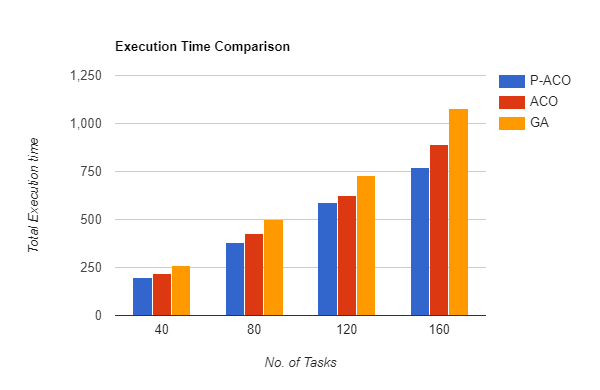 Execution Time Comparison
1,250
1,000
750
500
250
0
Total Execution time
40 80 120 160
No. of Tasks
P-ACO
ACO
GA